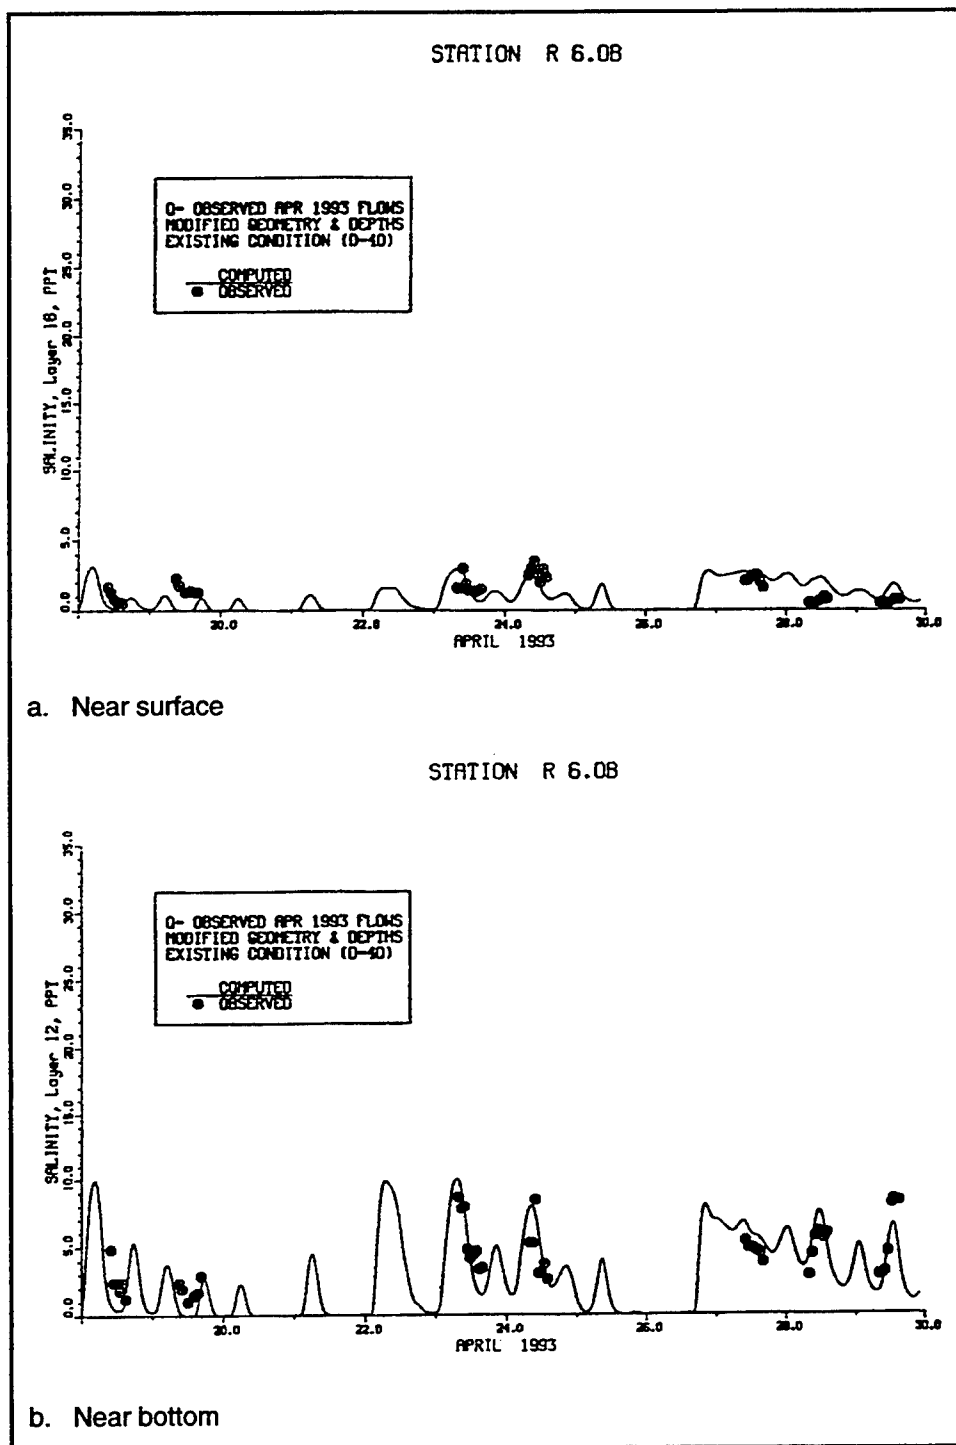 STATION R 6.0B
35.0
30.0
25.0
20.0
15.0
10.0
5.0
0.0
SALINITY, Layer 16, PPT
Q- OBSERVED APR 1993 FLOWS
MODIFIED GEOMETRY & DEPTHS
EXISTING CONDITION (O-40)
COMPUTED
OBSERVED
20.0 22.0 24.0 26.0 28.0 30.0
APRIL 1993
a. Near surface
STATION R 6.0B
35.0
30.0
25.0
20.0
15.0
10.0
5.0
0.0
SALINITY, Layer 12, PPT
Q- OBSERVED APR 1993 FLOWS
MODIFIED GEOMETRY & DEPTHS
EXISTING CONDITION (O-40)
COMPUTED
OBSERVED
20.0 22.0 24.0 26.0 28.0 30.0
APRIL 1993
b. Near bottom